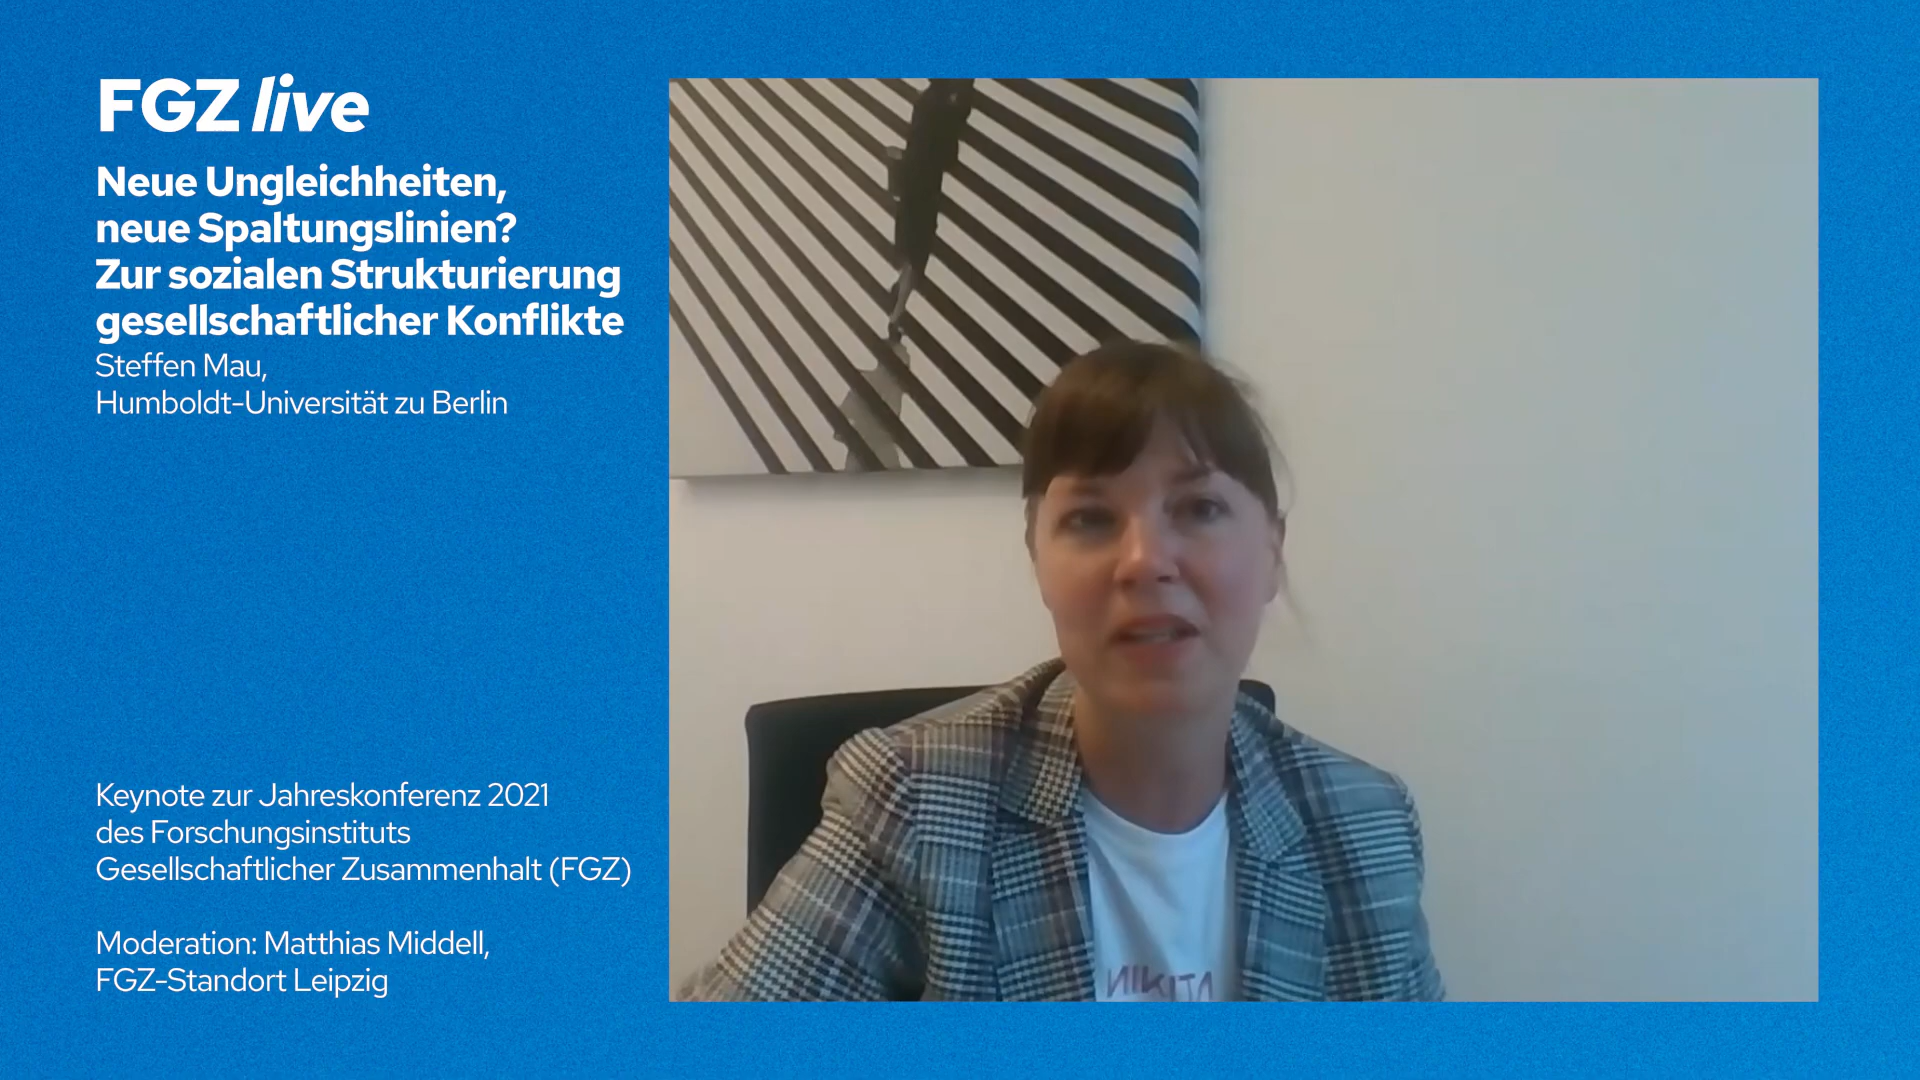 FGZ live
Neue Ungleichheiten,
neue Spaltungslinien?
Zur sozialen Strukturierung
gesellschaftlicher Konflikte
Steffen Mau,
Humboldt-Universität zu Berlin
Keynote zur Jahreskonferenz 2021
des Forschungsinstituts
Gesellschaftlicher Zusammenhalt (FGZ)
Moderation: Matthias Middell,
FGZ-Standort Leipzig
NIKITA